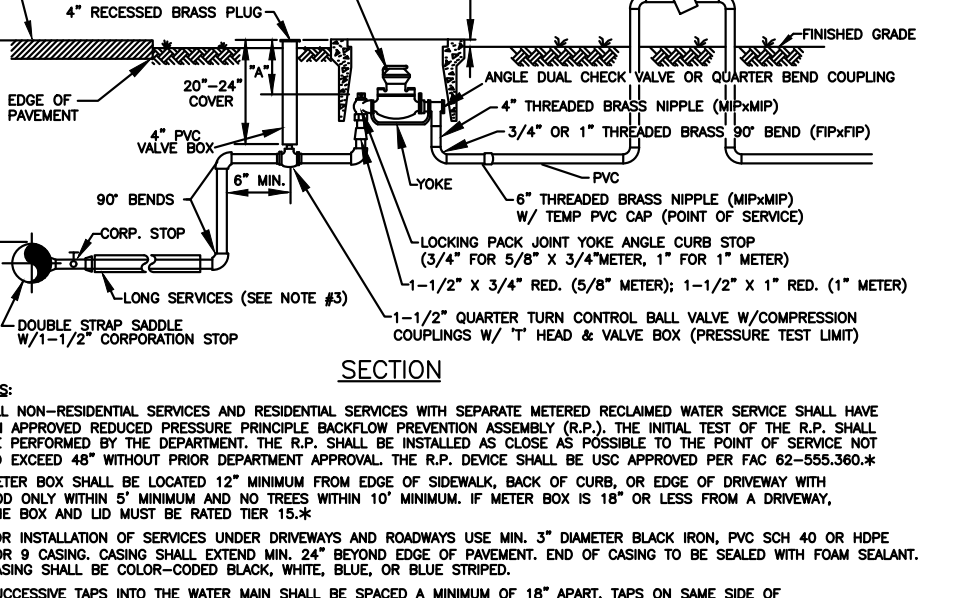 4" RECESSED BRASS PLUG
FINISHED GRADE
"A"
20"-24"
COVER
ANGLE DUAL CHECK VALVE OR QUARTER BEND COUPLING
EDGE OF
PAVEMENT
4" THREADED BRASS NIPPLE (MIPxMIP)
4" PVC
VALVE BOX
3/4" OR 1" THREADED BRASS 90° BEND (FIPxFIP)
6" MIN.
YOKE
PVC
90° BENDS
6" THREADED BRASS NIPPLE (MIPxMIP)
W/ TEMP PVC CAP (POINT OF SERVICE)
CORP. STOP
LOCKING PACK JOINT YOKE ANGLE CURB STOP
(3/4" FOR 5/8" X 3/4"METER, 1" FOR 1" METER)
1-1/2" X 3/4" RED. (5/8" METER); 1-1/2" X 1" RED. (1" METER)
LONG SERVICES (SEE NOTE #3)
DOUBLE STRAP SADDLE
W/1-1/2" CORPORATION STOP
1-1/2" QUARTER TURN CONTROL BALL VALVE W/COMPRESSION
COUPLINGS W/ 'T' HEAD & VALVE BOX (PRESSURE TEST LIMIT)
SECTION
S:
L NON-RESIDENTIAL SERVICES AND RESIDENTIAL SERVICES WITH SEPARATE METERED RECLAIMED WATER SERVICE SHALL HAVE
APPROVED REDUCED PRESSURE PRINCIPLE BACKFLOW PREVENTION ASSEMBLY (R.P.). THE INITIAL TEST OF THE R.P. SHALL
PERFORMED BY THE DEPARTMENT. THE R.P. SHALL BE INSTALLED AS CLOSE AS POSSIBLE TO THE POINT OF SERVICE NOT
EXCEED 48" WITHOUT PRIOR DEPARTMENT APPROVAL. THE R.P. DEVICE SHALL BE USC APPROVED PER FAC 62-555.360.*
ETER BOX SHALL BE LOCATED 12" MINIMUM FROM EDGE OF SIDEWALK, BACK OF CURB, OR EDGE OF DRIVEWAY WITH
OD ONLY WITHIN 5' MINIMUM AND NO TREES WITHIN 10' MINIMUM. IF METER BOX IS 18" OR LESS FROM A DRIVEWAY,
E BOX AND LID MUST BE RATED TIER 15.*
OR INSTALLATION OF SERVICES UNDER DRIVEWAYS AND ROADWAYS USE MIN. 3" DIAMETER BLACK IRON, PVC SCH 40 OR HDPE
OR 9 CASING. CASING SHALL EXTEND MIN. 24" BEYOND EDGE OF PAVEMENT. END OF CASING TO BE SEALED WITH FOAM SEALANT.
ASING SHALL BE COLOR-CODED BLACK, WHITE, BLUE, OR BLUE STRIPED.
UCCESSIVE TAPS INTO THE WATER MAIN SHALL BE SPACED A MINIMUM OF 18" APART. TAPS ON SAME SIDE OF